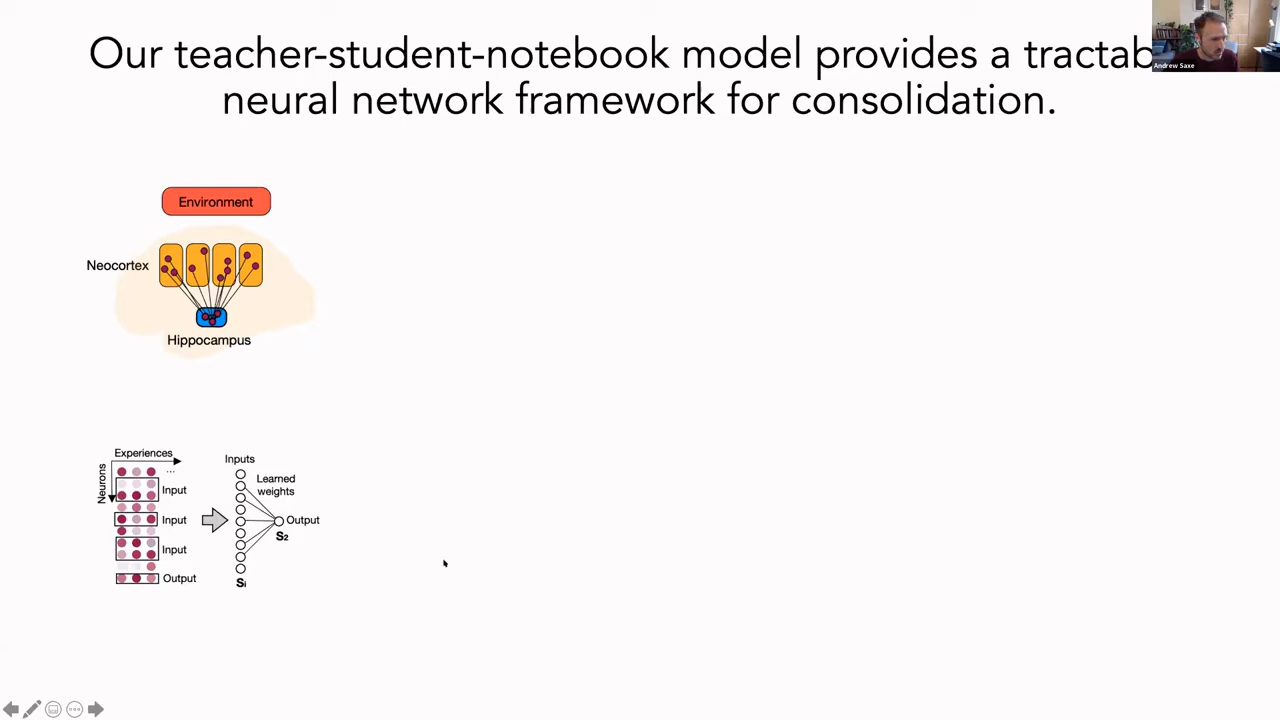 Our teacher-student-notebook model provides a tractab
neural network framework for consolidation.
Andrew Saxe
Environment
Neocortex
Hippocampus
Experiences
...
Neurons
Input
Input
Input
Output
Inputs
Learned
weights
Output
S2
Si